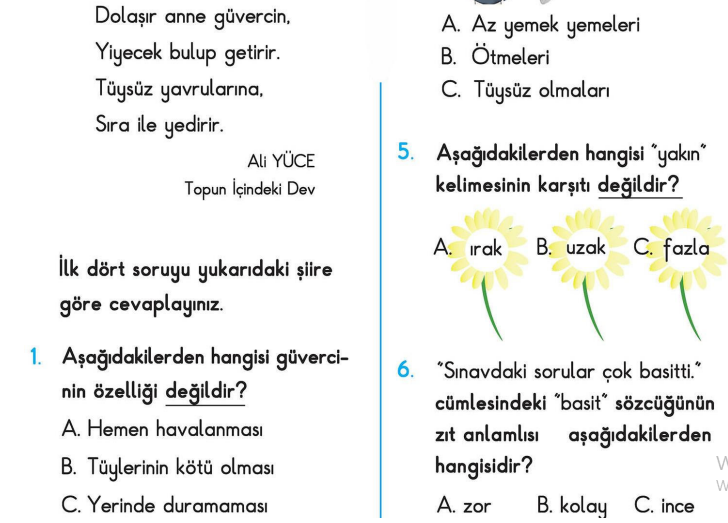 Dolaşır anne güvercin,
Yiyecek bulup getirir.
Tüysüz yavrularına,
Sıra ile yedirir.
Ali YÜCE
Topun İçindeki Dev
İlk dört soruyu yukarıdaki şiire
göre cevaplayınız.
1. Aşağıdakilerden hangisi güverci-
nin özelliği değildir?
A. Hemen havalanması
B. Tüylerinin kötü olması
C. Yerinde duramaması
A. Az yemek yemeleri
B. Ötmeleri
C. Tüysüz olmaları
5. Aşağıdakilerden hangisi "yakın"
kelimesinin karşıtı değildir?
A. ırak B. uzak C. fazla
6. "Sınavdaki sorular çok basitti."
cümlesindeki "basit" sözcüğünün
zıt anlamlısı aşağıdakilerden
hangisidir?
A. zor B. kolay C. ince